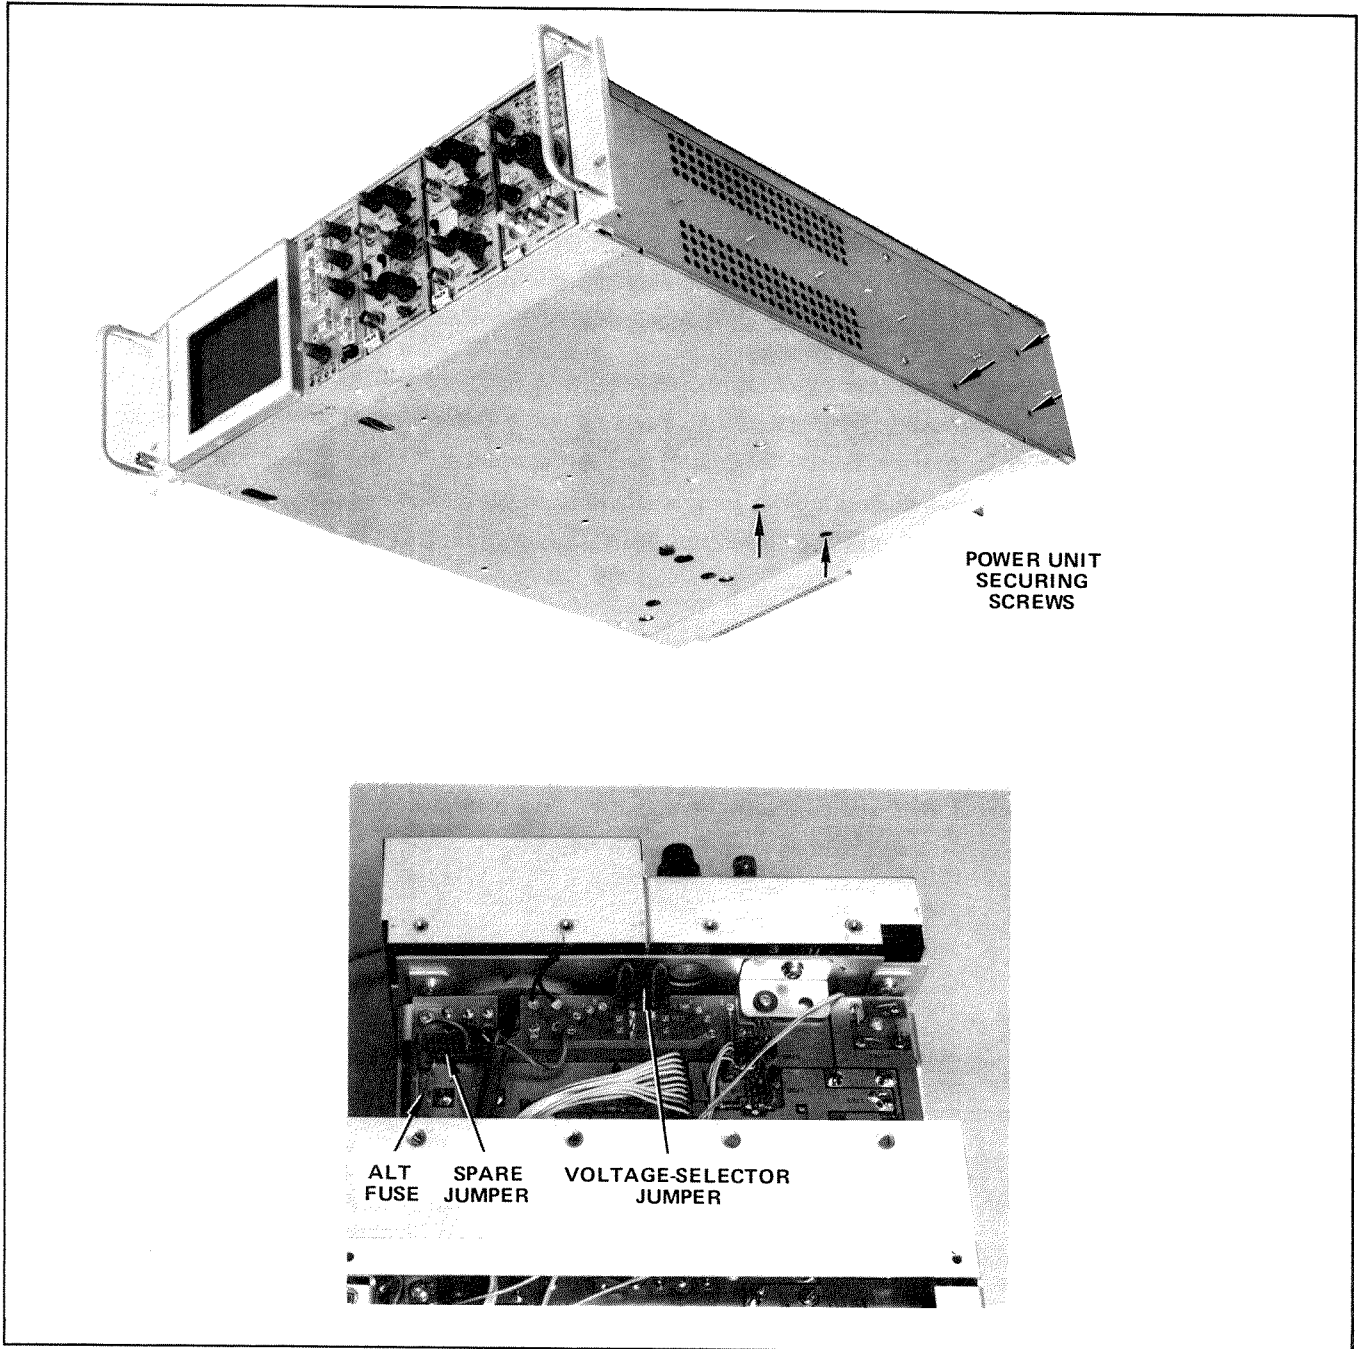 POWER UNIT
SECURING
SCREWS
ALT
FUSE
SPARE
JUMPER
VOLTAGE-SELECTOR
JUMPER